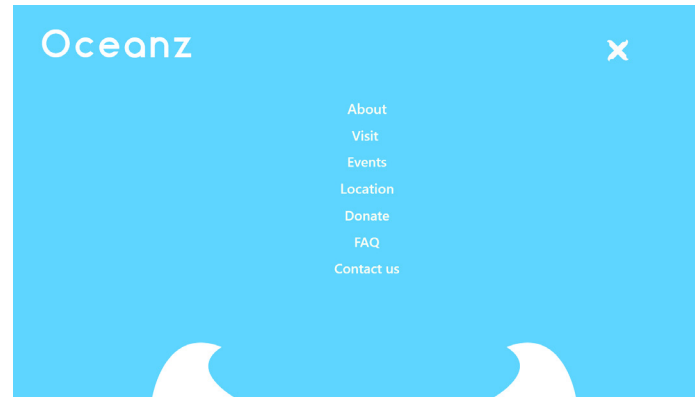 Oceanz
About
Visit
Events
Location
Donate
FAQ
Contact us